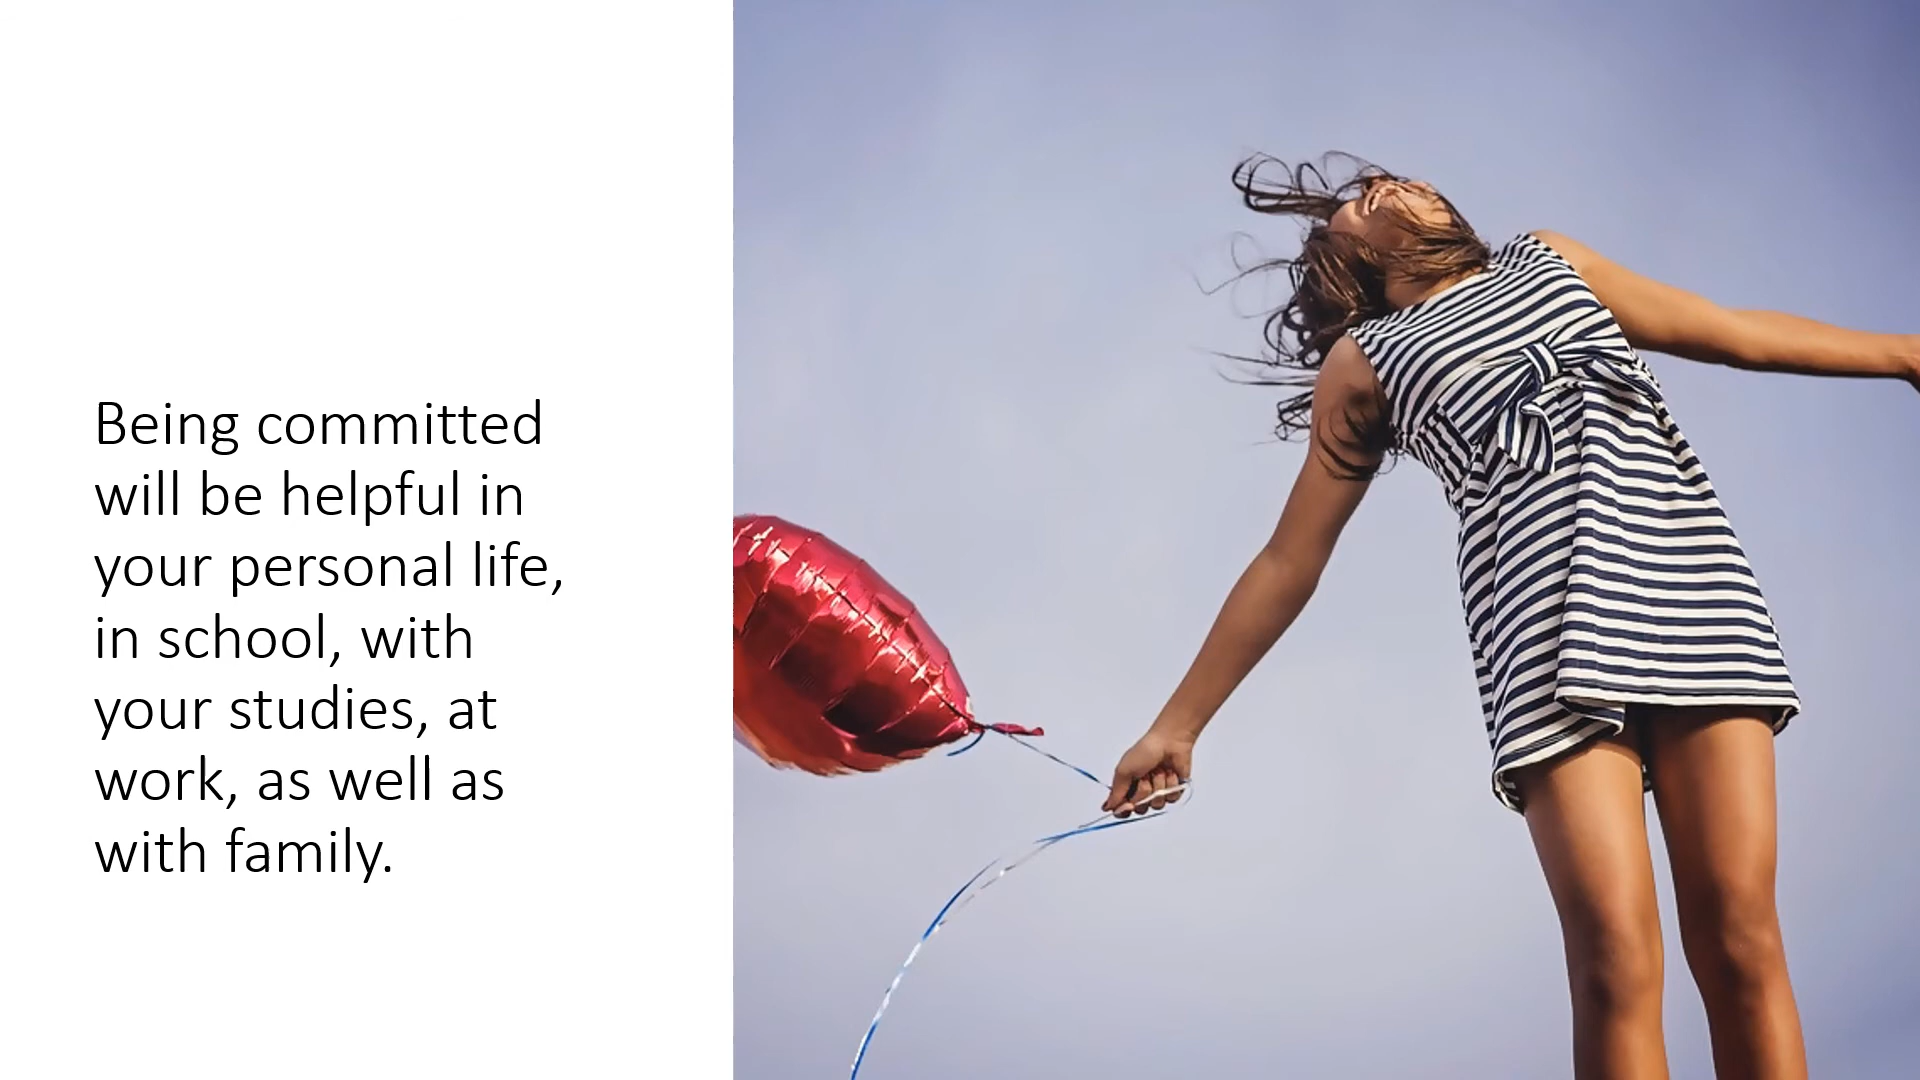 Being committed
will be helpful in
your personal life,
in school, with
your studies, at
work, as well as
with family.